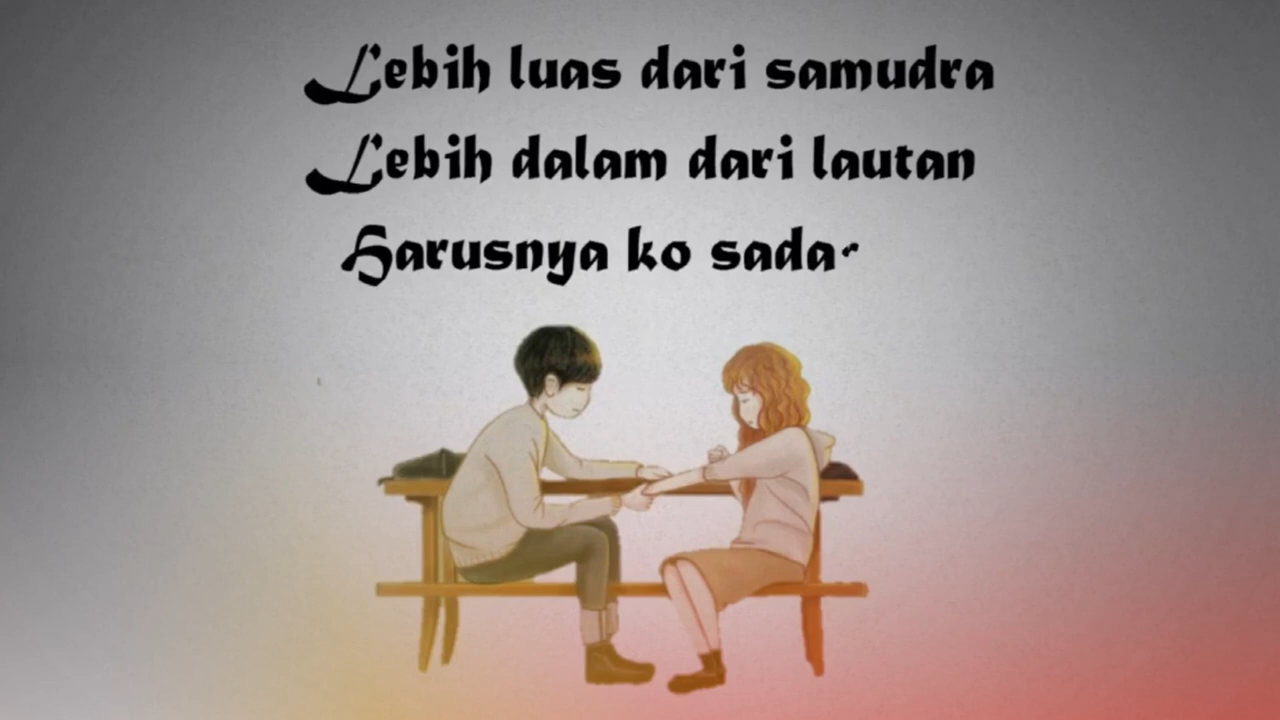 Lebih luas dari samudra
Lebih dalam dari lautan
Harusnya ko sada